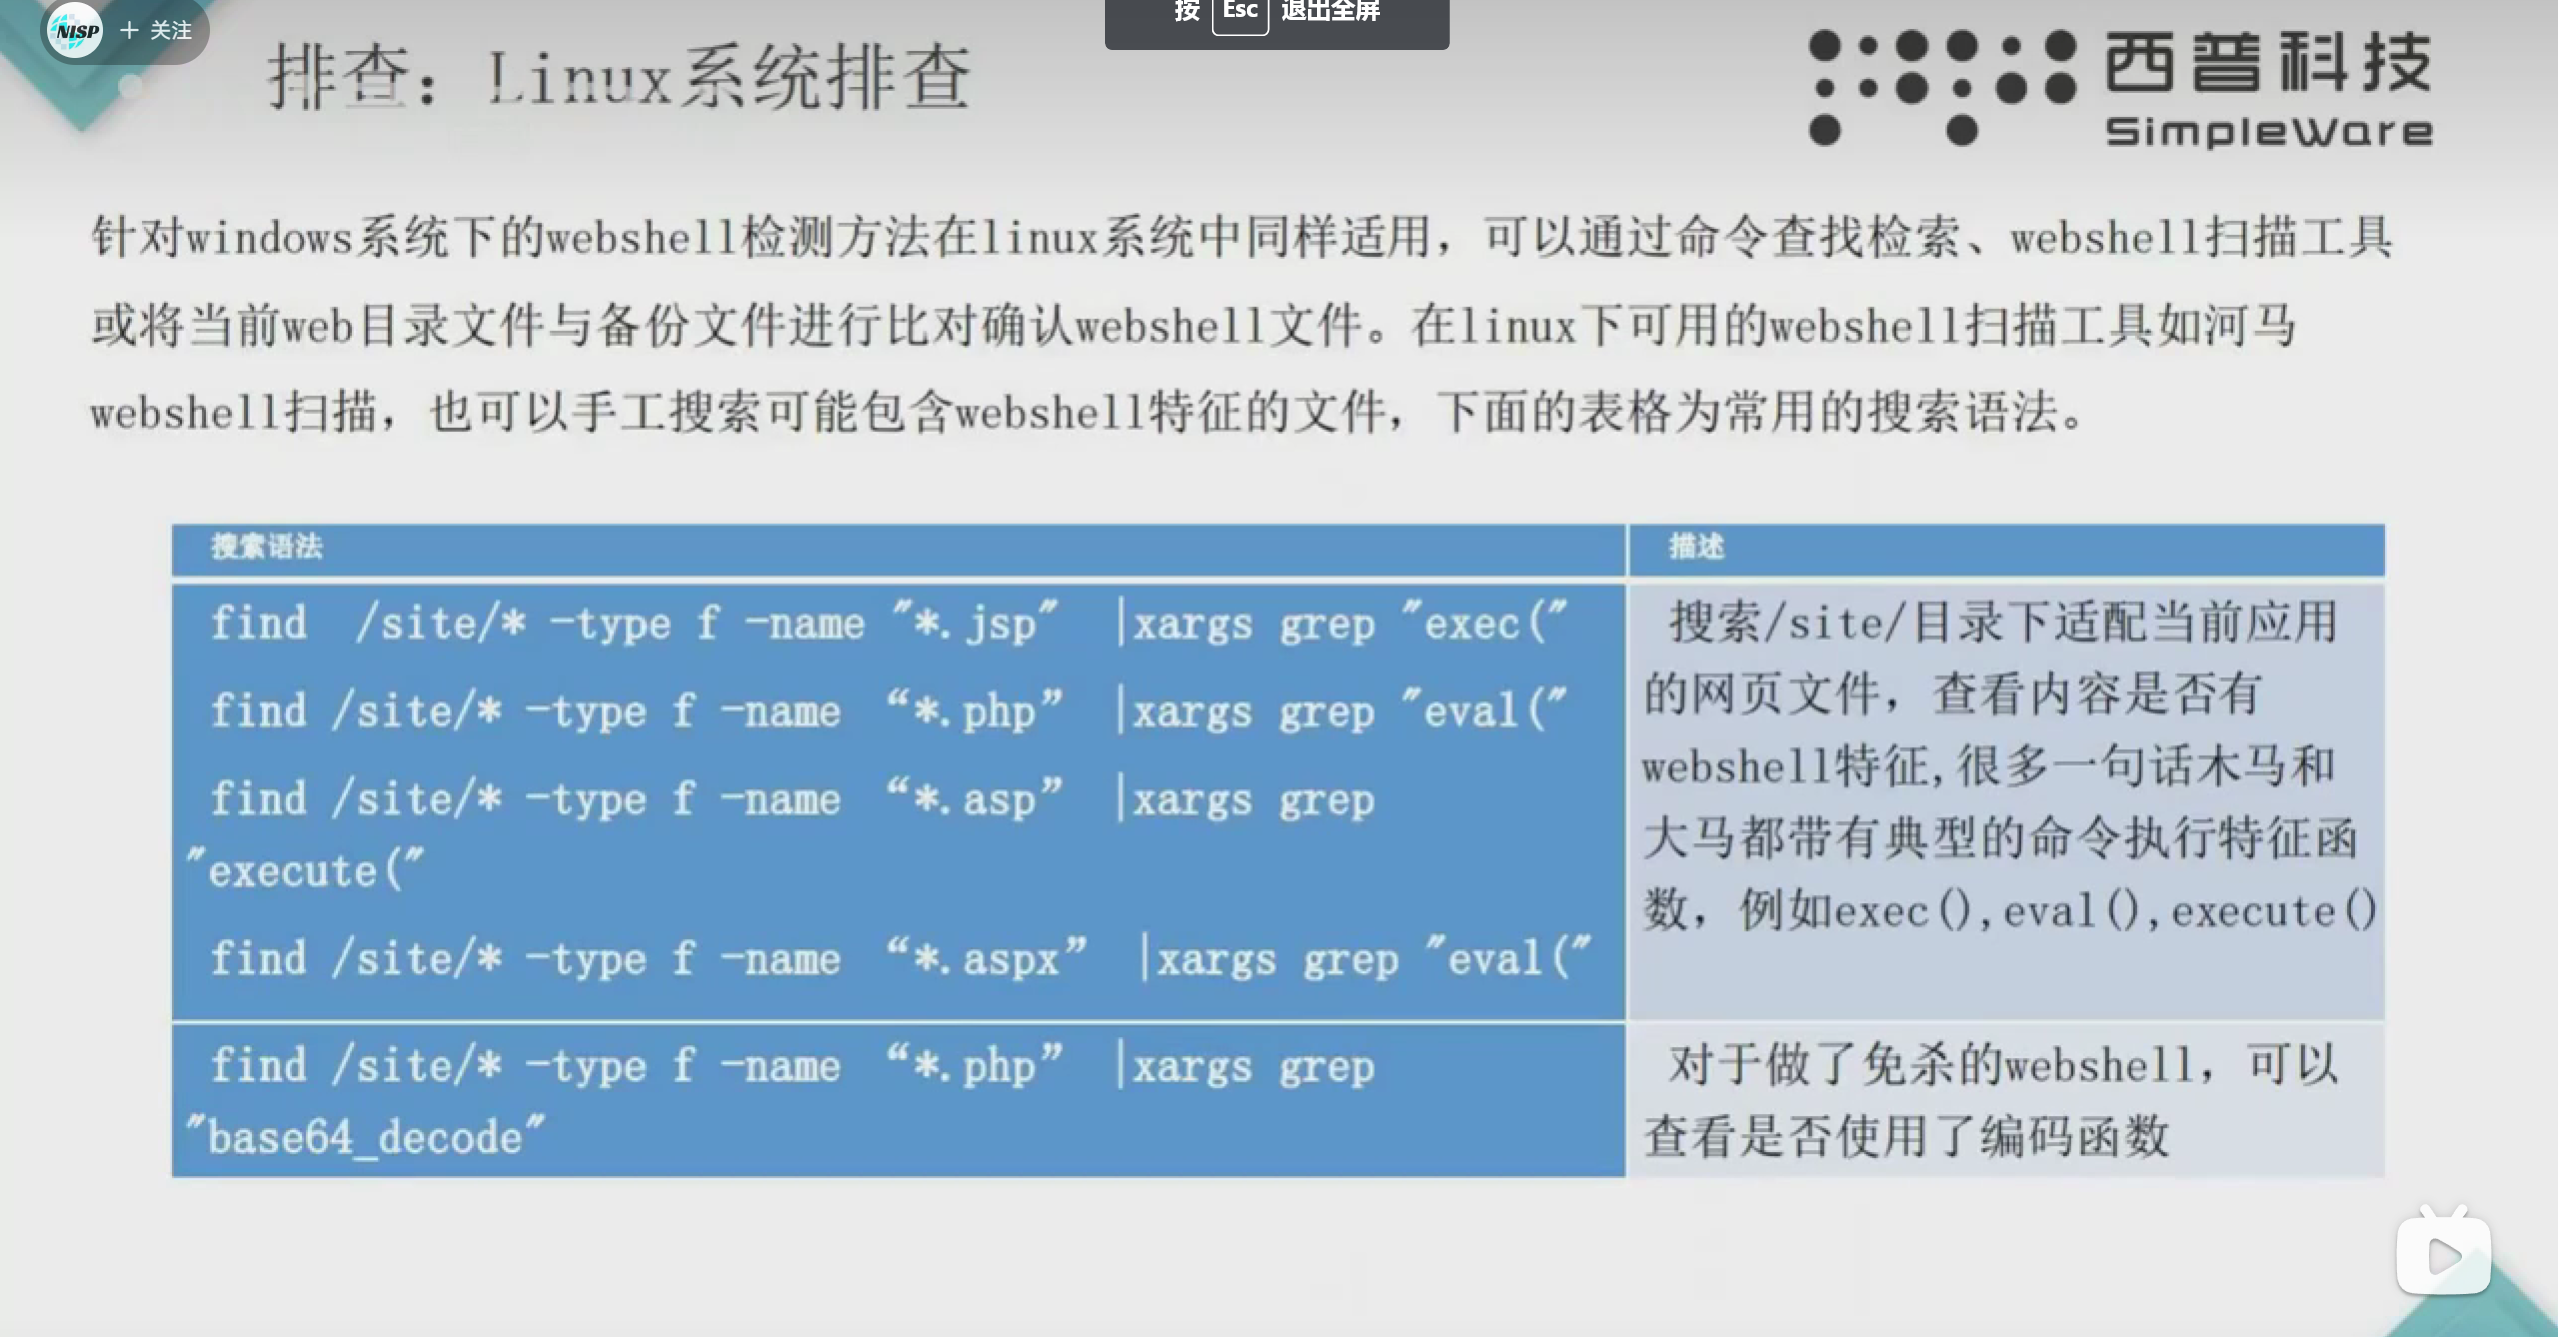 NISP + 关注
按 Esc 退出全屏
排查：Linux系统排查
西普科技
SimpleWare
针对windows系统下的webshell检测方法在linux系统中同样适用，可以通过命令查找检索、webshell扫描工具
或将当前web目录文件与备份文件进行比对确认webshell文件。在linux下可用的webshell扫描工具如河马
webshell扫描，也可以手工搜索可能包含webshell特征的文件，下面的表格为常用的搜索语法。
搜索语法
描述
find  /site/* -type f -name "*.jsp"  |xargs grep "exec("
find /site/* -type f -name “*.php” |xargs grep "eval("
find /site/* -type f -name “*.asp” |xargs grep
"execute("
find /site/* -type f -name “*.aspx” |xargs grep "eval("
搜索/site/目录下适配当前应用
的网页文件，查看内容是否有
webshell特征,很多一句话木马和
大马都带有典型的命令执行特征函
数，例如exec(),eval(),execute()
find /site/* -type f -name “*.php” |xargs grep
"base64_decode"
对于做了免杀的webshell，可以
查看是否使用了编码函数